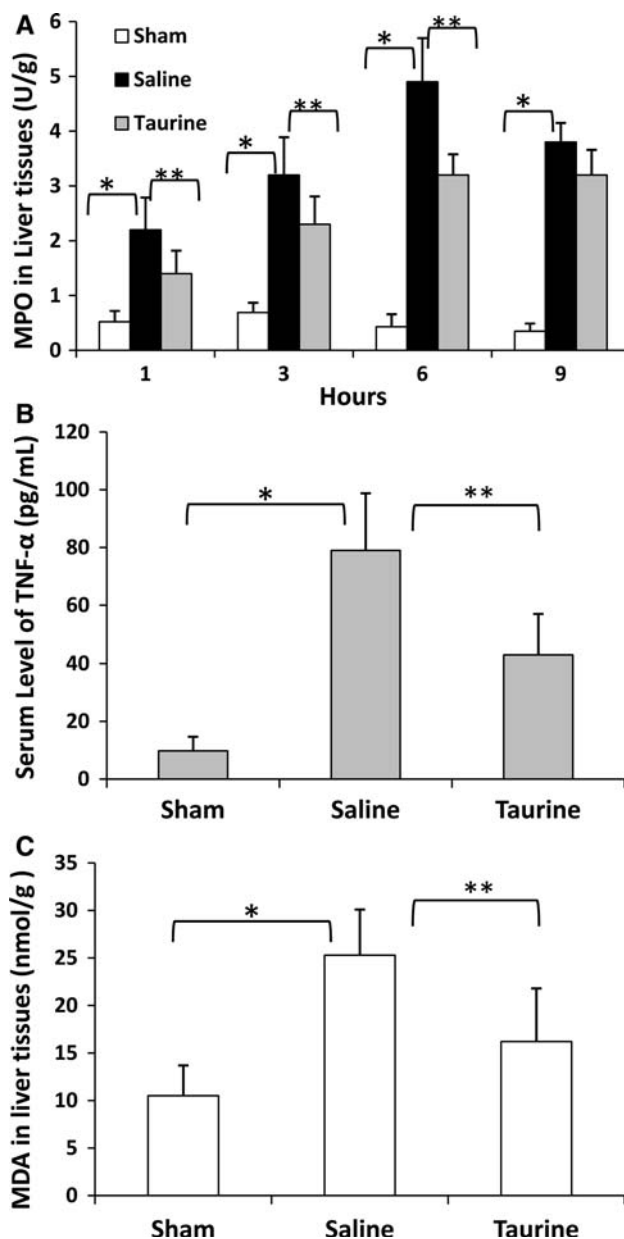 A
MPO in Liver tissues (U/g)
6
5
4
3
2
1
0
Sham
Saline
Taurine
* ** * ** * ** *
1 3 6 9
Hours
B
Serum Level of TNF-α (pg/mL)
120
100
80
60
40
20
0
* **
Sham Saline Taurine
C
MDA in liver tissues (nmol/g )
35
30
25
20
15
10
5
0
* **
Sham Saline Taurine